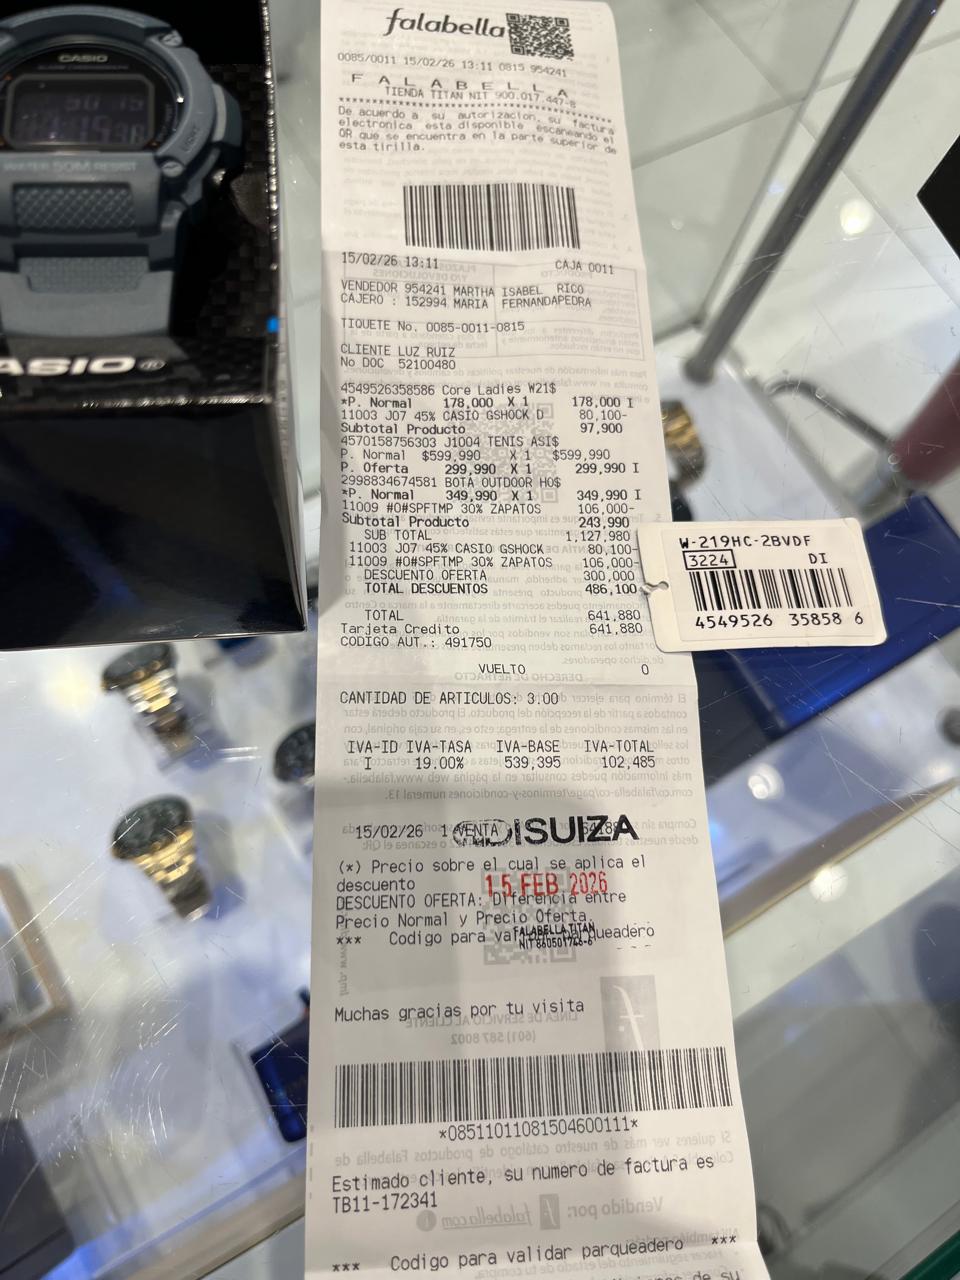 CASIO
WATER 50M RESIST
ASIO®
falabella
0085/0011 15/02/26 13:11 0815 954241
F A L A B E L L A
TIENDA TITAN NIT 900.017.447-8
****************************************
De acuerdo a su autorizacion, su factura
electronica esta disponible escaneando el
QR que se encuentra en la parte superior de
esta tirilla.
15/02/26 13:11 CAJA 0011
VENDEDOR 954241 MARTHA ISABEL RICO
CAJERO : 152994 MARIA FERNANDAPEDRA
TIQUETE No. 0085-0011-0815
CLIENTE LUZ RUIZ
No DOC 52100480
4549526358586 Core Ladies W21$
*P. Normal 178,000 X 1 178,000 I
11003 J07 45% CASIO GSHOCK D 80,100-
Subtotal Producto 97,900
4570158756303 J1004 TENIS ASI$
P. Normal $599,990 X 1 $599,990
P. Oferta 299,990 X 1 299,990 I
2998834674581 BOTA OUTDOOR HO$
*P. Normal 349,990 X 1 349,990 I
11009 #O#SPFTMP 30% ZAPATOS 106,000-
Subtotal Producto 243,990
SUB TOTAL 1,127,980
11003 J07 45% CASIO GSHOCK 80,100-
11009 #O#SPFTMP 30% ZAPATOS 106,000-
DESCUENTO OFERTA 300,000
TOTAL DESCUENTOS 486,100
TOTAL 641,880
Tarjeta Credito 641,880
CODIGO AUT.: 491750
VUELTO 0
CANTIDAD DE ARTICULOS: 3.00
IVA-ID IVA-TASA IVA-BASE IVA-TOTAL
I 19.00% 539,395 102,485
15/02/26 1 VENTA
DISUIZA
(*) Precio sobre el cual se aplica el
descuento
15 FEB 2026
DESCUENTO OFERTA: Diferencia entre
Precio Normal y Precio Oferta.
*** Codigo para validar parqueadero
FALABELLA TITAN
NIT 860501746-6
Muchas gracias por tu visita
*08511011081504600111*
Estimado cliente, su numero de factura es
TB11-172341
*** Codigo para validar parqueadero ***
W-219HC-2BVDF
3224 DI
4549526 35858 6